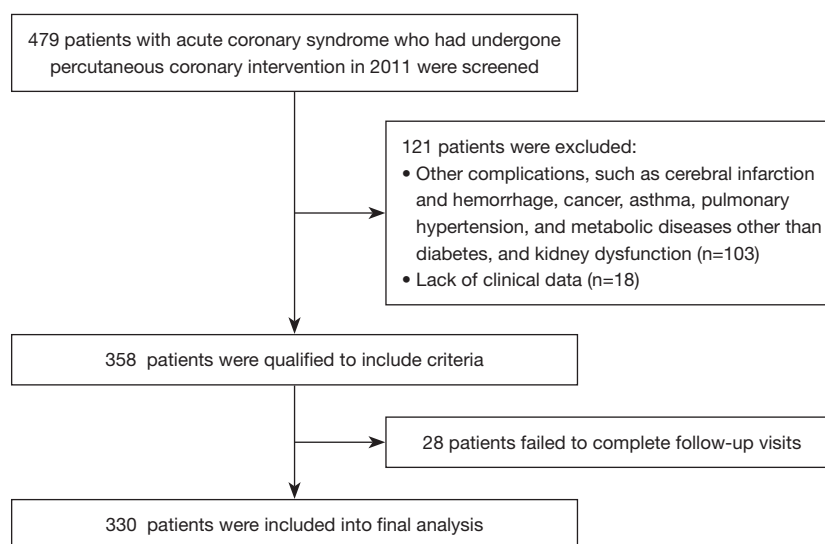 479 patients with acute coronary syndrome who had undergone
percutaneous coronary intervention in 2011 were screened
121 patients were excluded:
• Other complications, such as cerebral infarction
and hemorrhage, cancer, asthma, pulmonary
hypertension, and metabolic diseases other than
diabetes, and kidney dysfunction (n=103)
• Lack of clinical data (n=18)
358 patients were qualified to include criteria
28 patients failed to complete follow-up visits
330 patients were included into final analysis